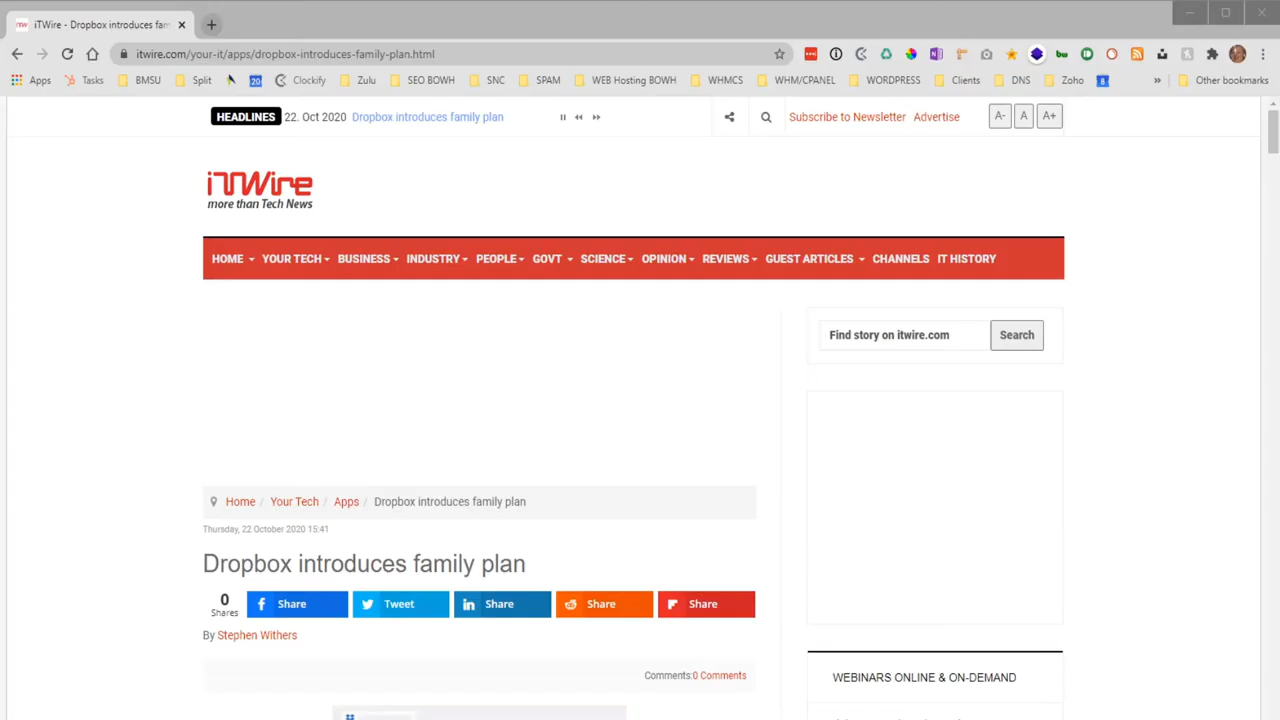 iTWire - Dropbox introduces fam
itwire.com/your-it/apps/dropbox-introduces-family-plan.html
Apps Tasks BMSU Split 20 Clockify Zulu SEO BOWH SNC SPAM WEB Hosting BOWH WHMCS WHM/CPANEL WORDPRESS Clients DNS Zoho 8 » Other bookmarks
HEADLINES 22. Oct 2020 Dropbox introduces family plan Subscribe to Newsletter Advertise A- A A+
iTWire
more than Tech News
HOME YOUR TECH BUSINESS INDUSTRY PEOPLE GOVT SCIENCE OPINION REVIEWS GUEST ARTICLES CHANNELS IT HISTORY
Find story on itwire.com Search
Home / Your Tech / Apps / Dropbox introduces family plan
Thursday, 22 October 2020 15:41
Dropbox introduces family plan
0 Shares Share Tweet Share Share Share
By Stephen Withers
Comments:0 Comments
WEBINARS ONLINE & ON-DEMAND